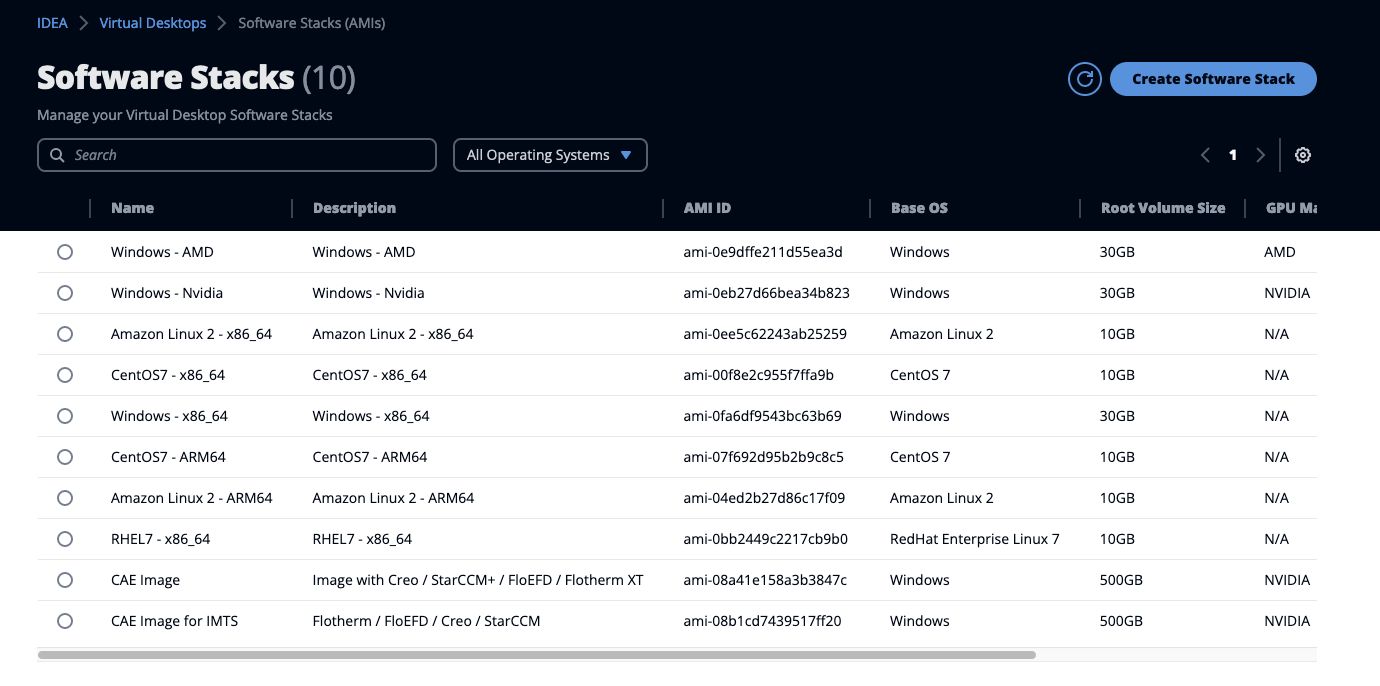 IDEA > Virtual Desktops > Software Stacks (AMIs)
Software Stacks (10)
Create Software Stack
Manage your Virtual Desktop Software Stacks
Search
All Operating Systems
1
Name Description AMI ID Base OS Root Volume Size GPU Ma
Windows - AMD Windows - AMD ami-0e9dffe211d55ea3d Windows 30GB AMD
Windows - Nvidia Windows - Nvidia ami-0eb27d66bea34b823 Windows 30GB NVIDIA
Amazon Linux 2 - x86_64 Amazon Linux 2 - x86_64 ami-0ee5c62243ab25259 Amazon Linux 2 10GB N/A
CentOS7 - x86_64 CentOS7 - x86_64 ami-00f8e2c955f7ffa9b CentOS 7 10GB N/A
Windows - x86_64 Windows - x86_64 ami-0fa6df9543bc63b69 Windows 30GB N/A
CentOS7 - ARM64 CentOS7 - ARM64 ami-07f692d95b2b9c8c5 CentOS 7 10GB N/A
Amazon Linux 2 - ARM64 Amazon Linux 2 - ARM64 ami-04ed2b27d86c17f09 Amazon Linux 2 10GB N/A
RHEL7 - x86_64 RHEL7 - x86_64 ami-0bb2449c2217cb9b0 RedHat Enterprise Linux 7 10GB N/A
CAE Image Image with Creo / StarCCM+ / FloEFD / Flotherm XT ami-08a41e158a3b3847c Windows 500GB NVIDIA
CAE Image for IMTS Flotherm / FloEFD / Creo / StarCCM ami-08b1cd7439517ff20 Windows 500GB NVIDIA